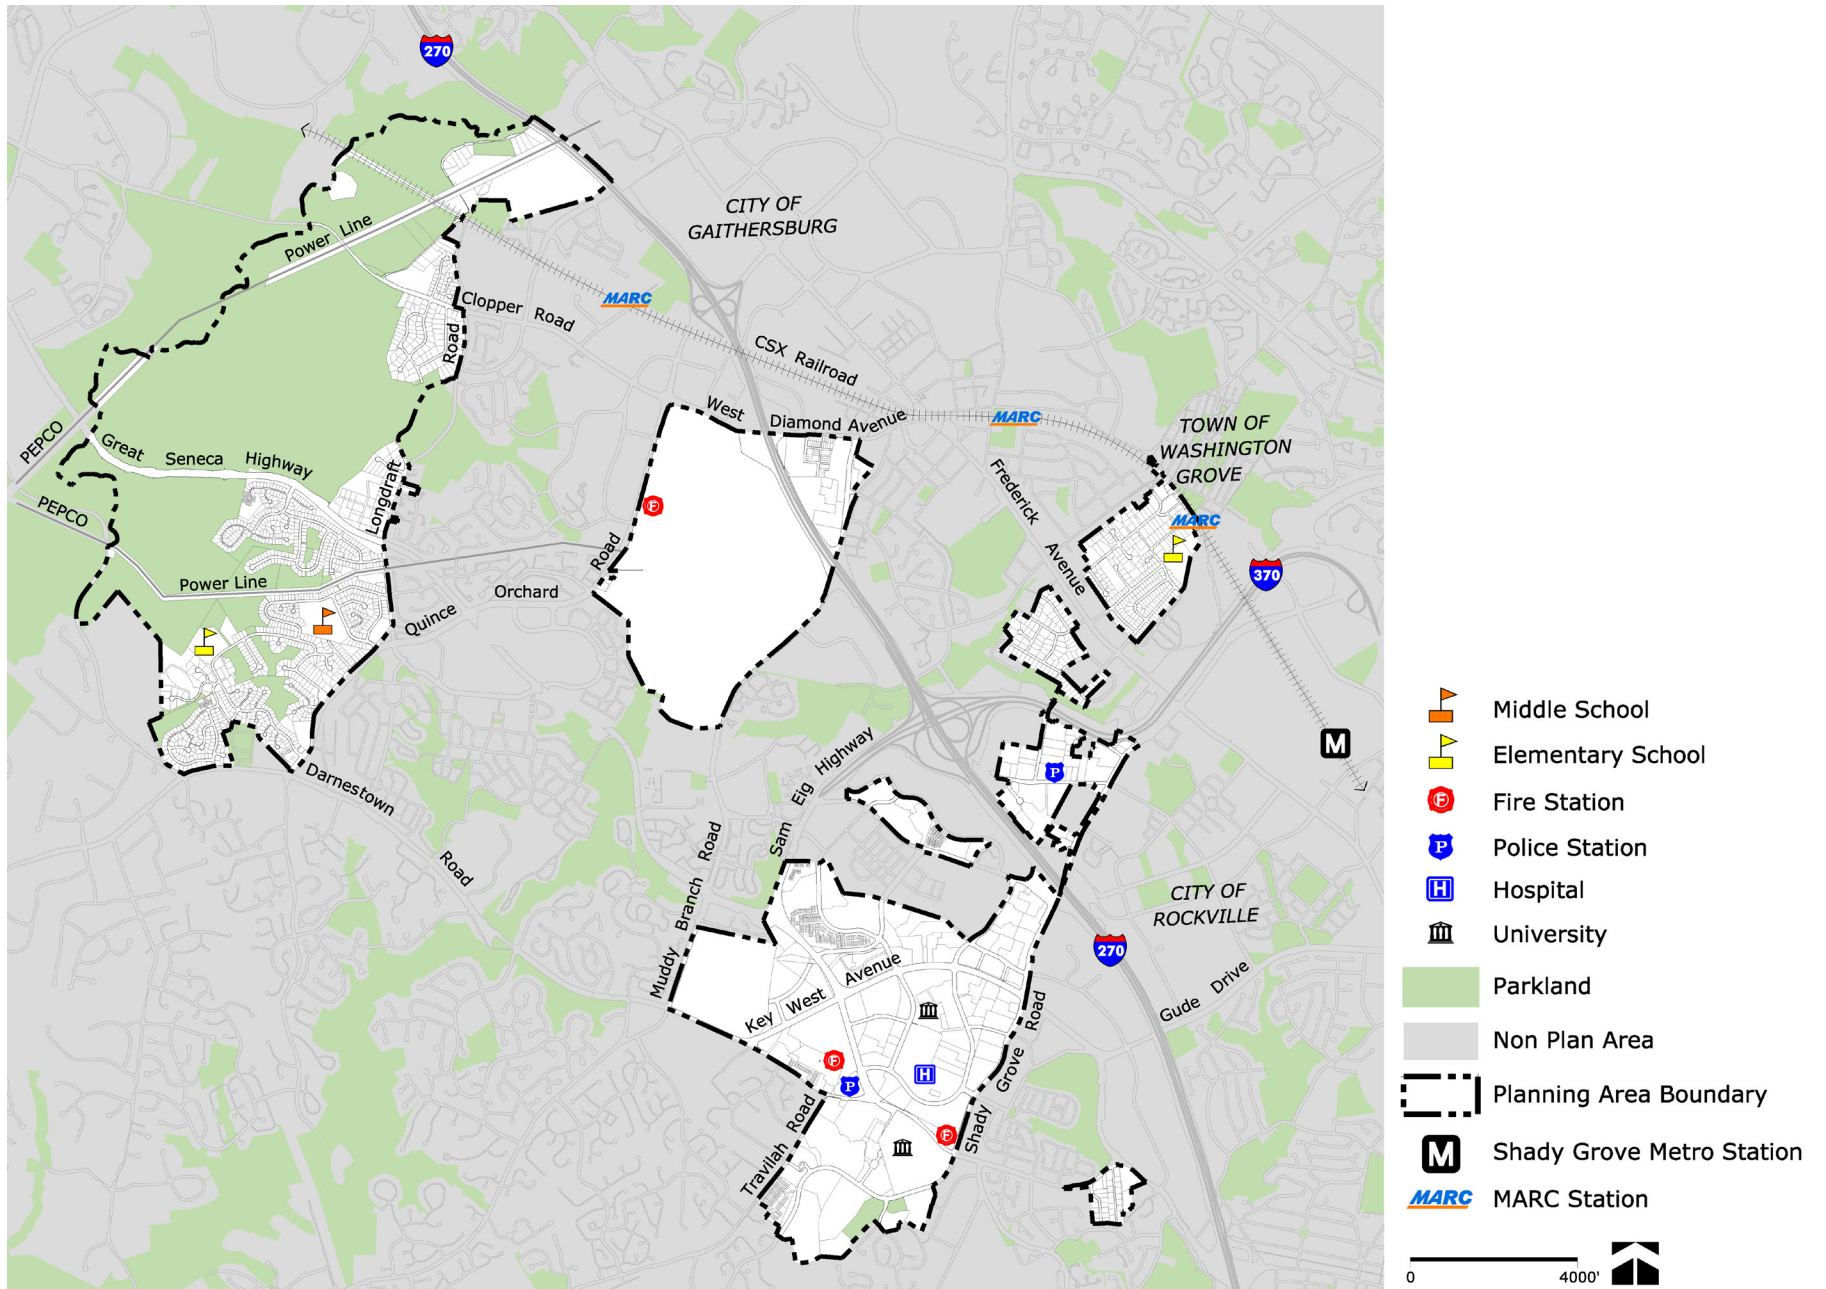 270
CITY OF
GAITHERSBURG
Power Line
Clopper Road
MARC
Road
CSX Railroad
West Diamond Avenue
MARC
TOWN OF
WASHINGTON
GROVE
PEPCO
Great Seneca Highway
Longdraft
Frederick Avenue
MARC
PEPCO
F
Road
370
Power Line
Quince Orchard
M
Sam Eig Highway
P
Darnestown Road
Muddy Branch Road
CITY OF
ROCKVILLE
270
Key West Avenue
Gude Drive
F
H
P
Shady Grove Road
F
Travilah Road
Middle School
Elementary School
F Fire Station
P Police Station
H Hospital
University
Parkland
Non Plan Area
Planning Area Boundary
M Shady Grove Metro Station
MARC MARC Station
0 4000'